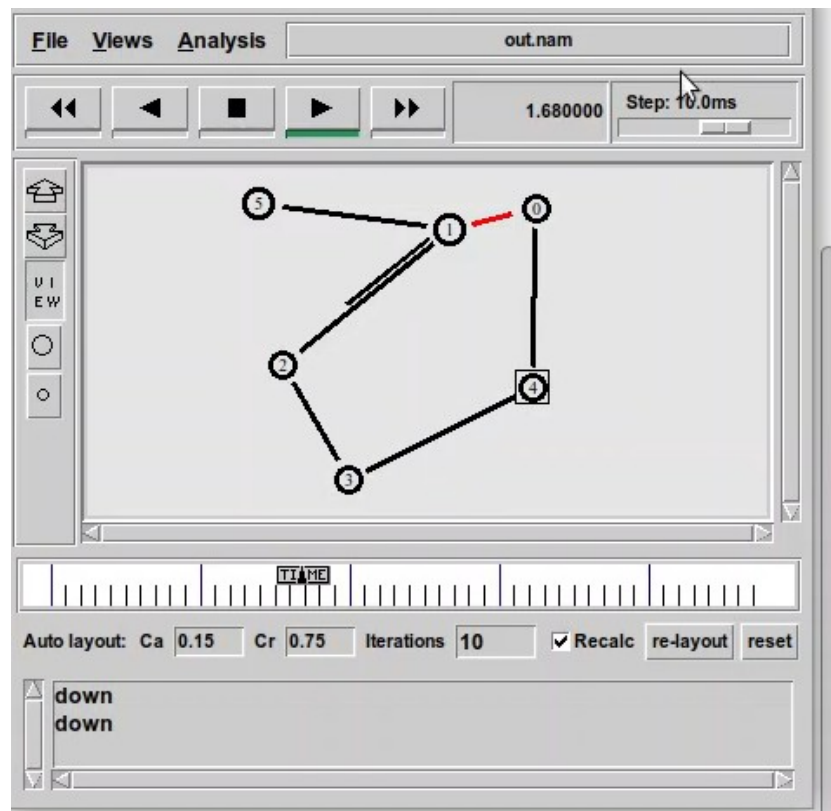 File Views Analysis out.nam
1.680000 Step: 10.0ms
5
1
0
VIEW
2
4
3
TIME
Auto layout: Ca 0.15 Cr 0.75 Iterations 10 Recalc re-layout reset
down
down